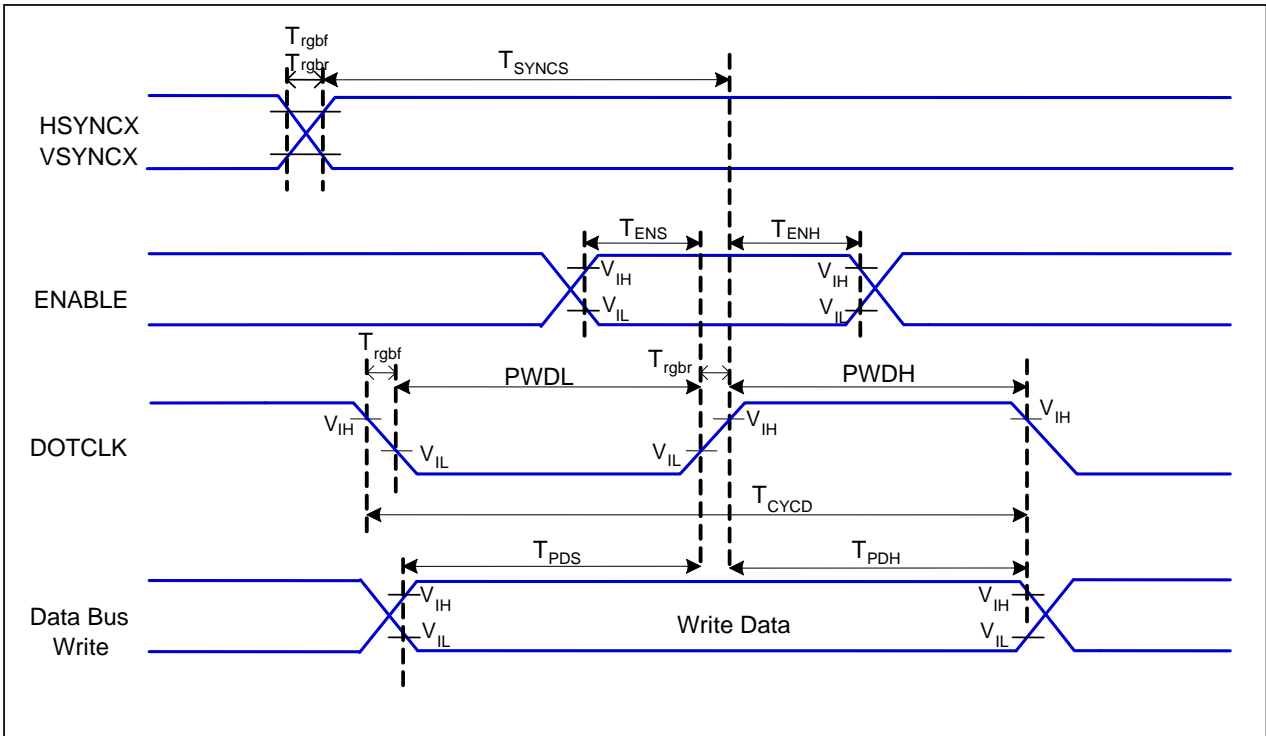 Trgbf
Trgbr
TSYNCS
HSYNCX
VSYNCX
TENS
TENH
VIH
VIH
ENABLE
VIL
VIL
Trgbf
Trgbr
PWDL
PWDH
VIH
VIH
VIH
DOTCLK
VIL
VIL
TCYCD
TPDS
TPDH
VIH
VIH
Data Bus
Write
Write Data
VIL
VIL